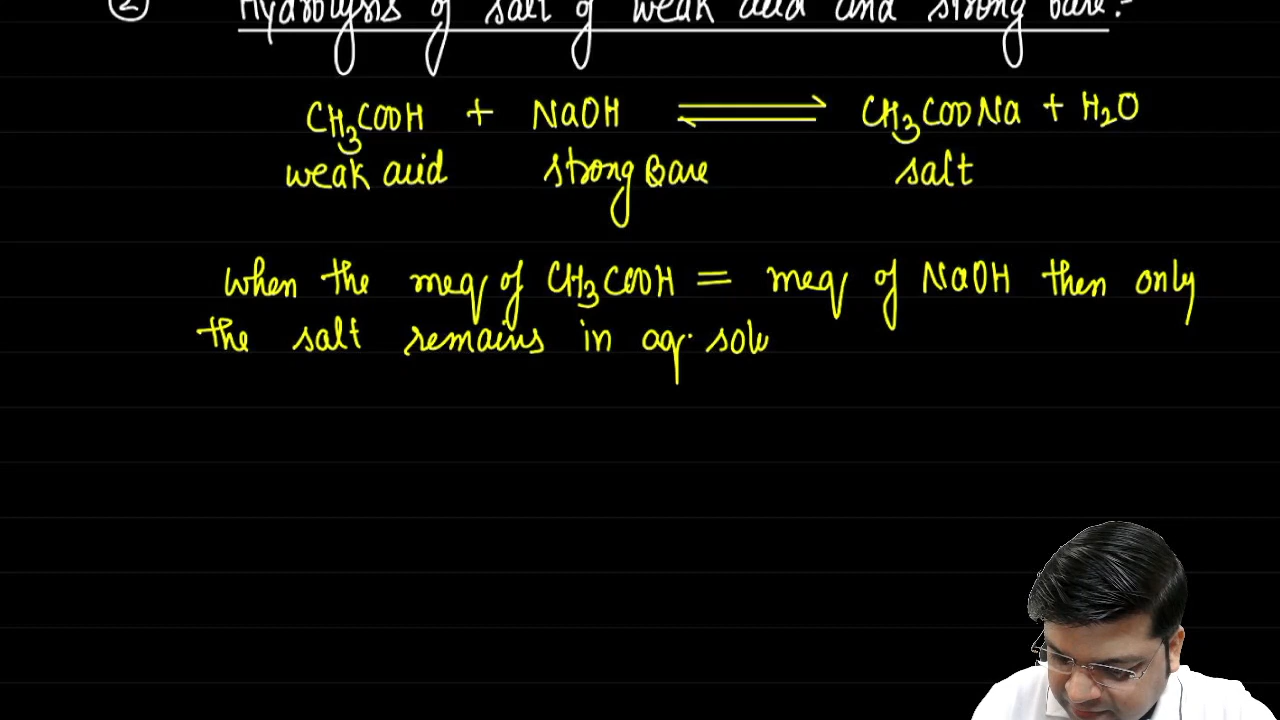 ② Hydrolysis of salt of weak acid and strong base:-
CH₃COOH + NaOH ⇌ CH₃COONa + H₂O
weak acid strong Base salt
when the meq of CH₃COOH = meq of NaOH then only
the salt remains in aq. soln